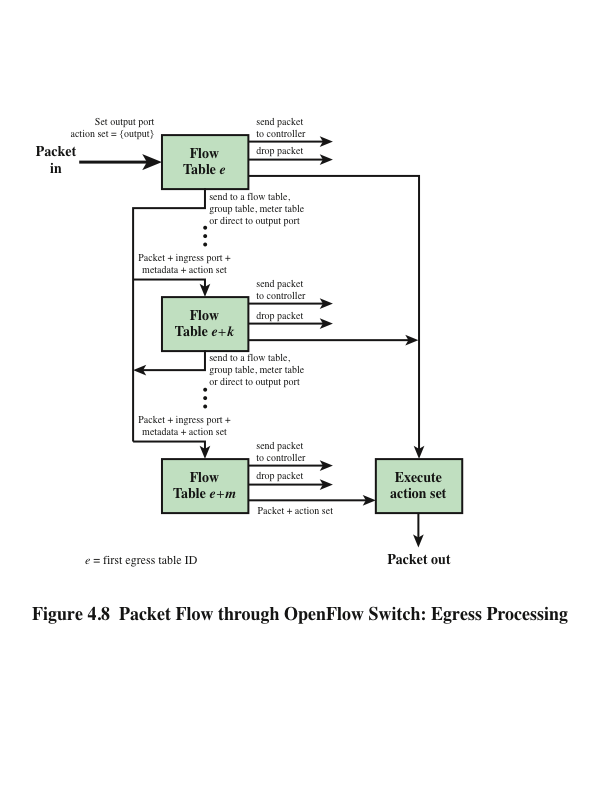 Set output port
action set = {output}
Packet
in
Flow
Table e
send packet
to controller
drop packet
send to a flow table,
group table, meter table
or direct to output port
Packet + ingress port +
metadata + action set
Flow
Table e+k
send packet
to controller
drop packet
send to a flow table,
group table, meter table
or direct to output port
Packet + ingress port +
metadata + action set
Flow
Table e+m
send packet
to controller
drop packet
Packet + action set
Execute
action set
Packet out
e = first egress table ID
Figure 4.8 Packet Flow through OpenFlow Switch: Egress Processing